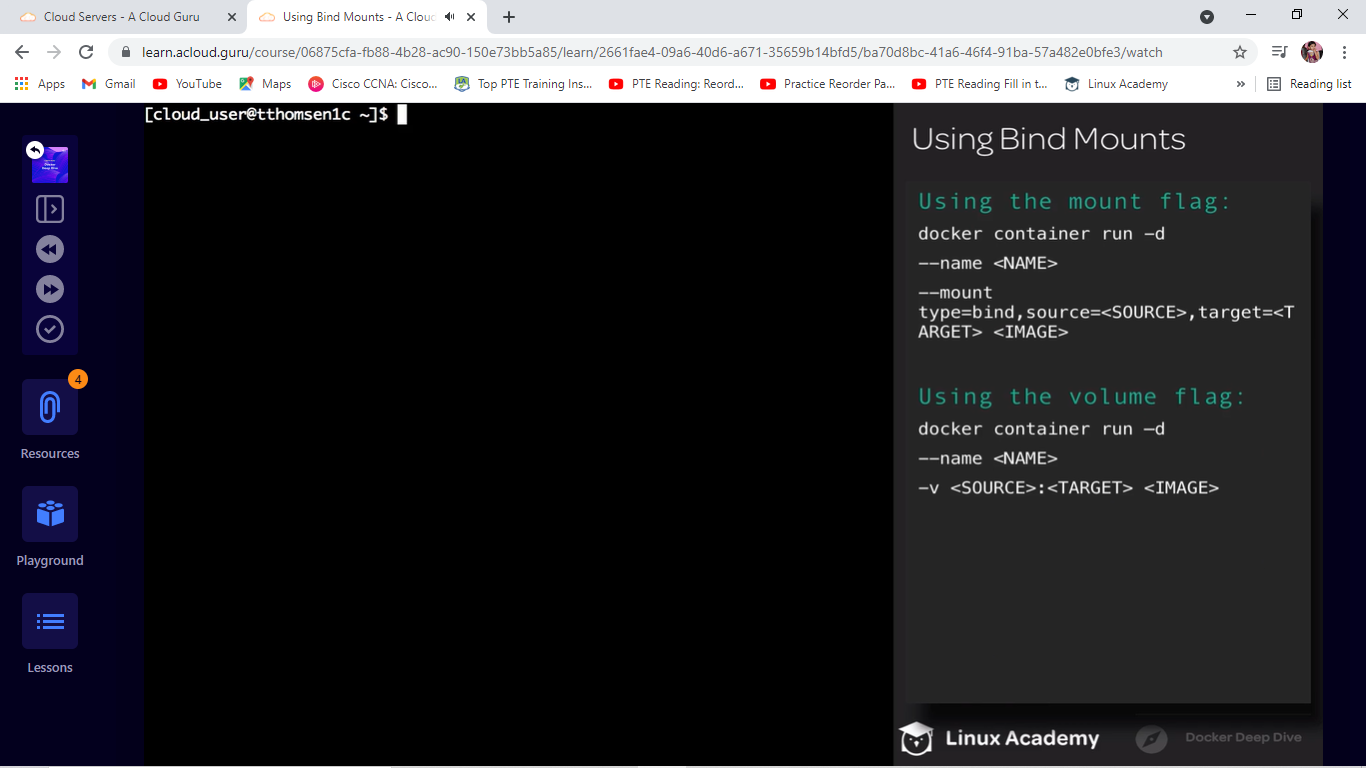 Cloud Servers - A Cloud Guru
Using Bind Mounts - A Clouc
learn.acloud.guru/course/06875cfa-fb88-4b28-ac90-150e73bb5a85/learn/2661fae4-09a6-40d6-a671-35659b14bfd5/ba70d8bc-41a6-46f4-91ba-57a482e0bfe3/watch
Apps Gmail YouTube Maps Cisco CCNA: Cisco... Top PTE Training Ins... PTE Reading: Reord... Practice Reorder Pa... PTE Reading Fill in t... Linux Academy » Reading list
[cloud_user@tthomsen1c ~]$
4
Resources
Playground
Lessons
Using Bind Mounts
Using the mount flag:
docker container run –d
--name <NAME>
--mount
type=bind,source=<SOURCE>,target=<T
ARGET> <IMAGE>
Using the volume flag:
docker container run –d
--name <NAME>
-v <SOURCE>:<TARGET> <IMAGE>
Linux Academy
Docker Deep Dive